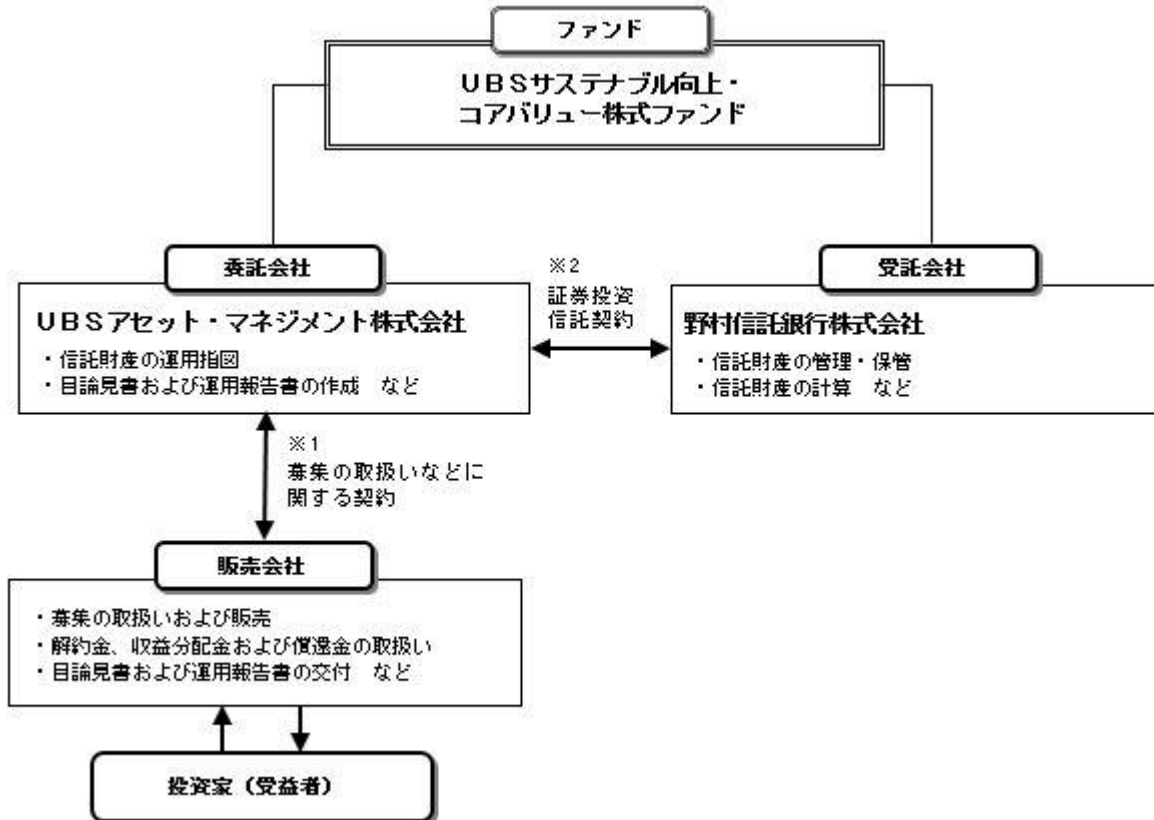 ファンド
UBSサステナブル向上・
コアバリュー株式ファンド
委託会社
UBSアセット・マネジメント株式会社
・信託財産の運用指図
・目論見書および運用報告書の作成 など
※2
証券投資
信託契約
受託会社
野村信託銀行株式会社
・信託財産の管理・保管
・信託財産の計算 など
※1
募集の取扱いなどに
関する契約
販売会社
・募集の取扱いおよび販売
・解約金、収益分配金および償還金の取扱い
・目論見書および運用報告書の交付 など
投資家(受益者)